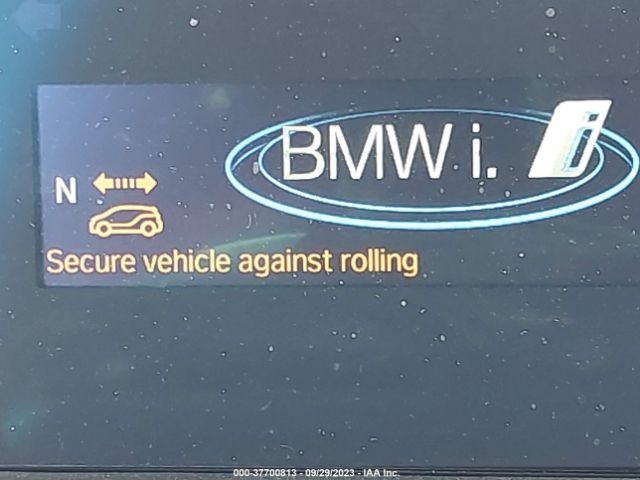 BMW i. i
N
Secure vehicle against rolling
000-37700813 - 09/29/2023 - IAA Inc.